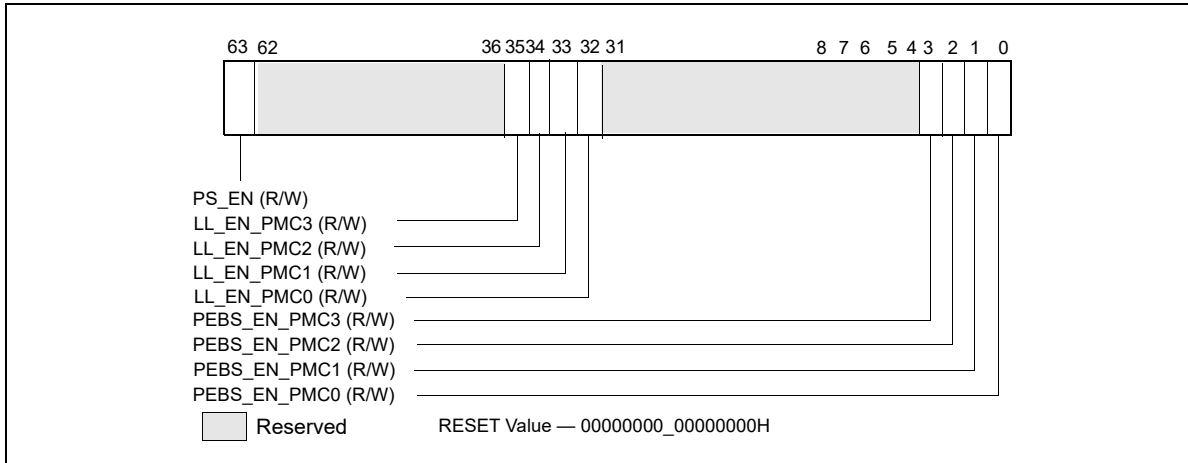 63 62 36 35 34 33 32 31 8 7 6 5 4 3 2 1 0
PS_EN (R/W)
LL_EN_PMC3 (R/W)
LL_EN_PMC2 (R/W)
LL_EN_PMC1 (R/W)
LL_EN_PMC0 (R/W)
PEBS_EN_PMC3 (R/W)
PEBS_EN_PMC2 (R/W)
PEBS_EN_PMC1 (R/W)
PEBS_EN_PMC0 (R/W)
Reserved RESET Value — 00000000_00000000H